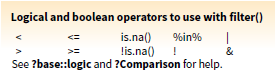 Logical and boolean operators to use with filter()
< <= is.na() %in% |
> >= !is.na() ! &
See ?base::logic and ?Comparison for help.